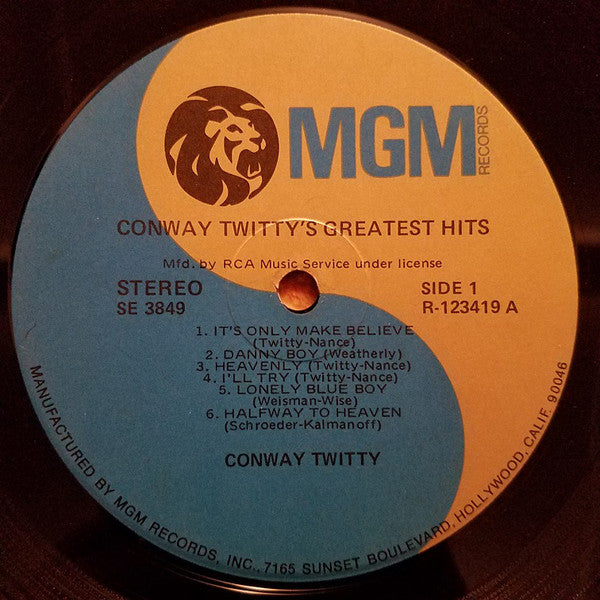 MGM
RECORDS
CONWAY TWITTY'S GREATEST HITS
Mfd. by RCA Music Service under license
STEREO
SE 3849
SIDE 1
R-123419 A
1. IT'S ONLY MAKE BELIEVE
(Twitty-Nance)
2. DANNY BOY (Weatherly)
3. HEAVENLY (Twitty-Nance)
4. I'LL TRY (Twitty-Nance)
5. LONELY BLUE BOY
(Weisman-Wise)
6. HALFWAY TO HEAVEN
(Schroeder-Kalmanoff)
CONWAY TWITTY
MANUFACTURED BY MGM RECORDS, INC., 7165 SUNSET BOULEVARD, HOLLYWOOD, CALIF. 90046